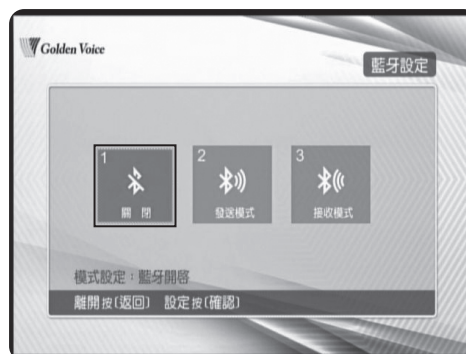 Golden Voice
藍牙設定
1
關 閉
2
發送模式
3
接收模式
模式設定：藍牙開啓
離開按〔返回〕 設定按〔確認〕